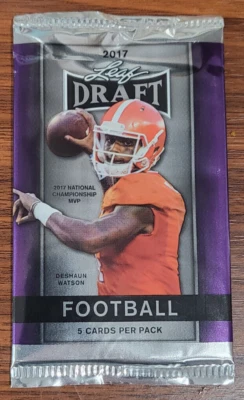 2017
Leaf
DRAFT
2017 NATIONAL
CHAMPIONSHIP
MVP
DESHAUN
WATSON
FOOTBALL
5 CARDS PER PACK